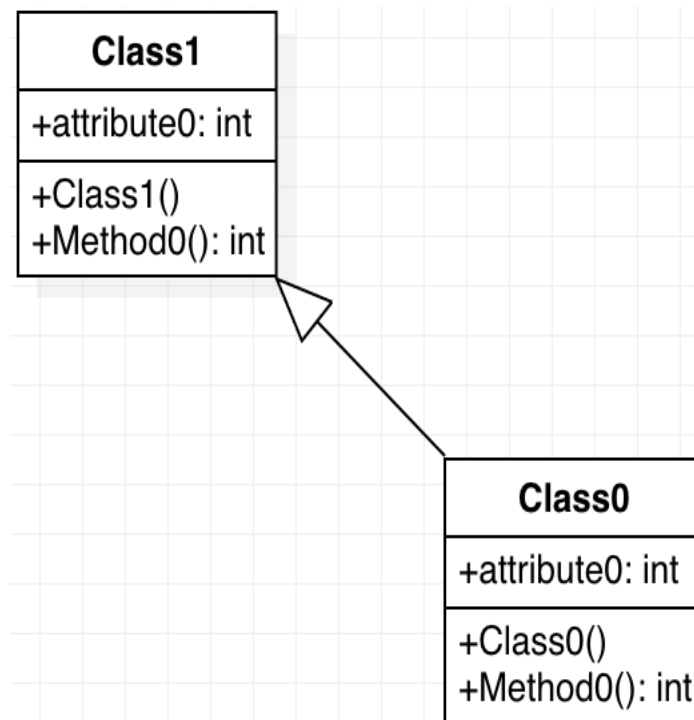 Class1
+attribute0: int
+Class1()
+Method0(): int
Class0
+attribute0: int
+Class0()
+Method0(): int